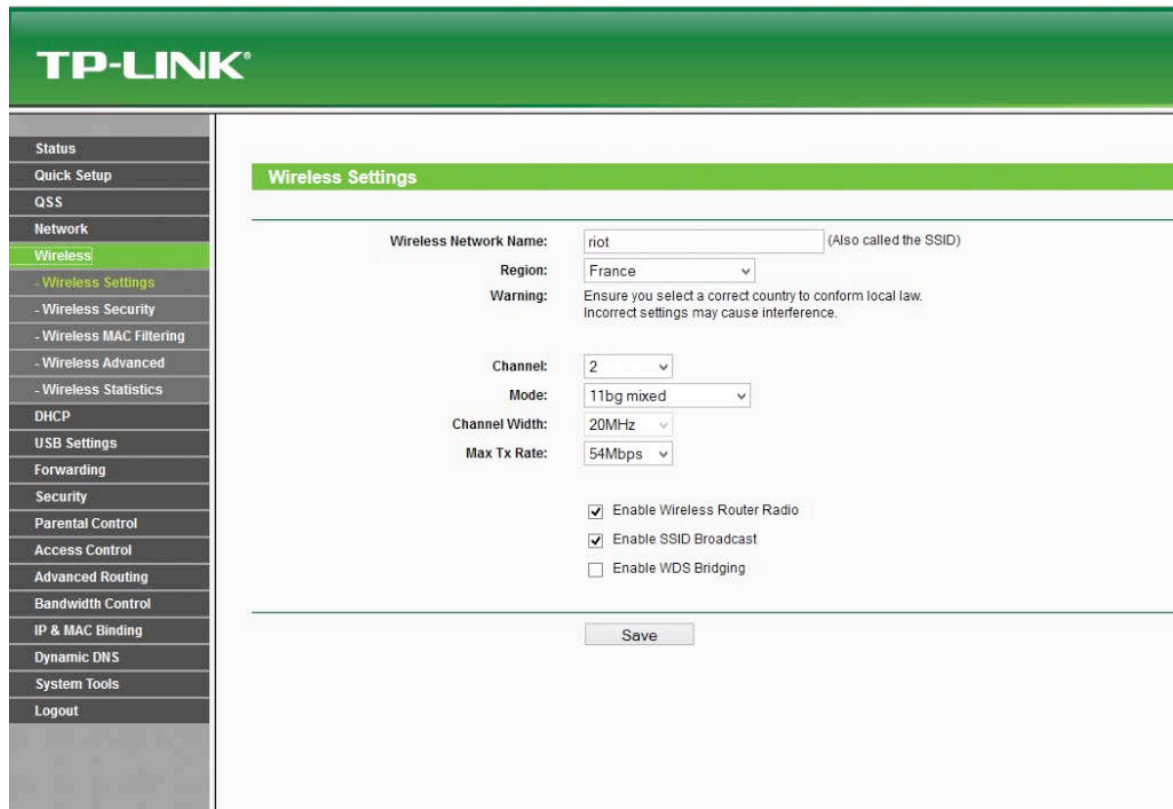 TP-LINK®
Status
Quick Setup
QSS
Network
Wireless
- Wireless Settings
- Wireless Security
- Wireless MAC Filtering
- Wireless Advanced
- Wireless Statistics
DHCP
USB Settings
Forwarding
Security
Parental Control
Access Control
Advanced Routing
Bandwidth Control
IP & MAC Binding
Dynamic DNS
System Tools
Logout
Wireless Settings
Wireless Network Name: riot (Also called the SSID)
Region: France
Warning: Ensure you select a correct country to conform local law.
Incorrect settings may cause interference.
Channel: 2
Mode: 11bg mixed
Channel Width: 20MHz
Max Tx Rate: 54Mbps
Enable Wireless Router Radio
Enable SSID Broadcast
Enable WDS Bridging
Save